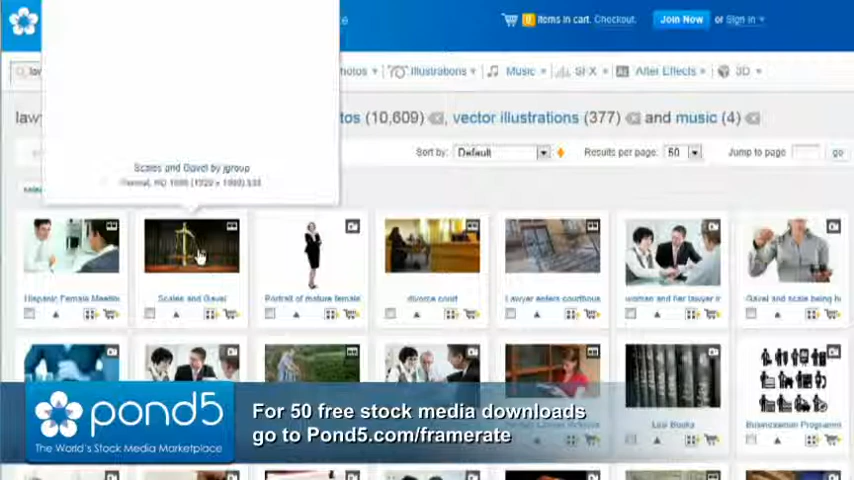 items in cart. Checkout.
Join Now or Sign in
Illustrations
Music
SFX
After Effects
3D
(10,609), vector illustrations (377) and music (4)
Sort by: Default
Results per page: 50
Jump to page
go
Scales and Gavel by jgroup
Hispanic Female Meeting
Scales and Gavel
Portrait of mature female
divorce court
Lawyer enters courthouse
woman and her lawyer
Gavel and scale being
Law Books
Businessman Programme
pond5
The World's Stock Media Marketplace
For 50 free stock media downloads
go to Pond5.com/framerate